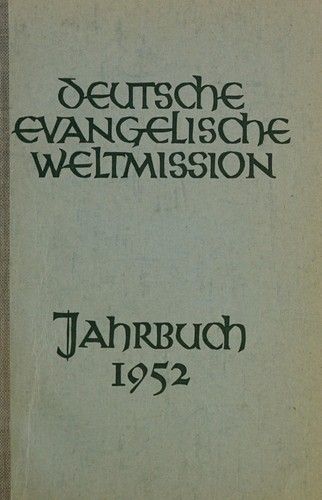 Deutsche
Evangelische
Weltmission
Jahrbuch
1952